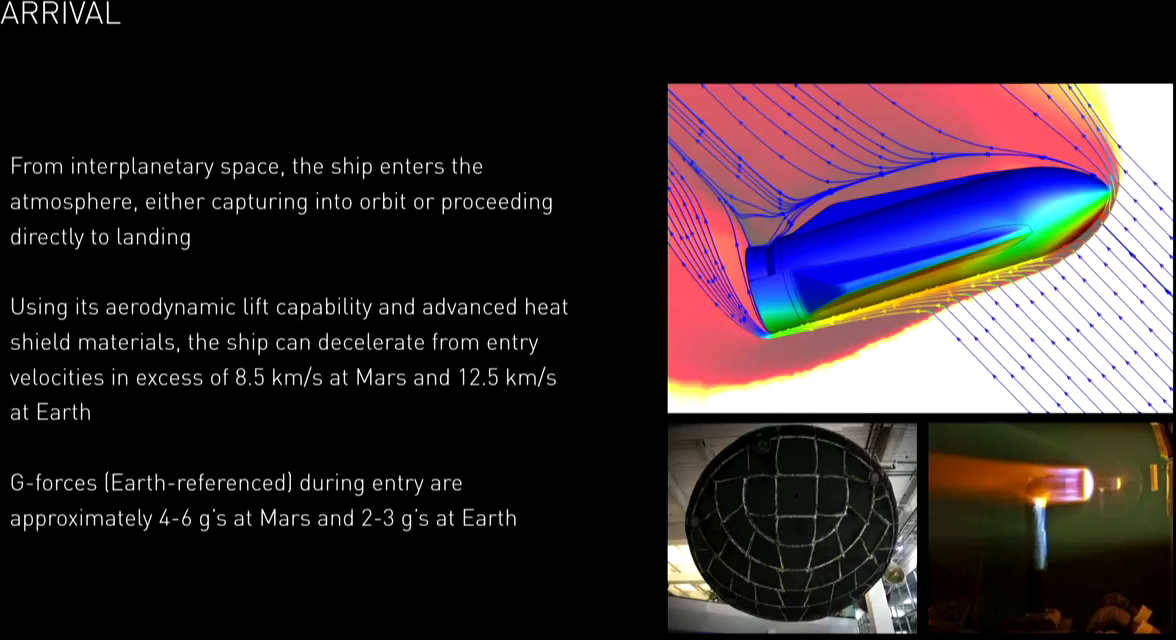 ARRIVAL
From interplanetary space, the ship enters the
atmosphere, either capturing into orbit or proceeding
directly to landing
Using its aerodynamic lift capability and advanced heat
shield materials, the ship can decelerate from entry
velocities in excess of 8.5 km/s at Mars and 12.5 km/s
at Earth
G-forces (Earth-referenced) during entry are
approximately 4-6 g's at Mars and 2-3 g's at Earth